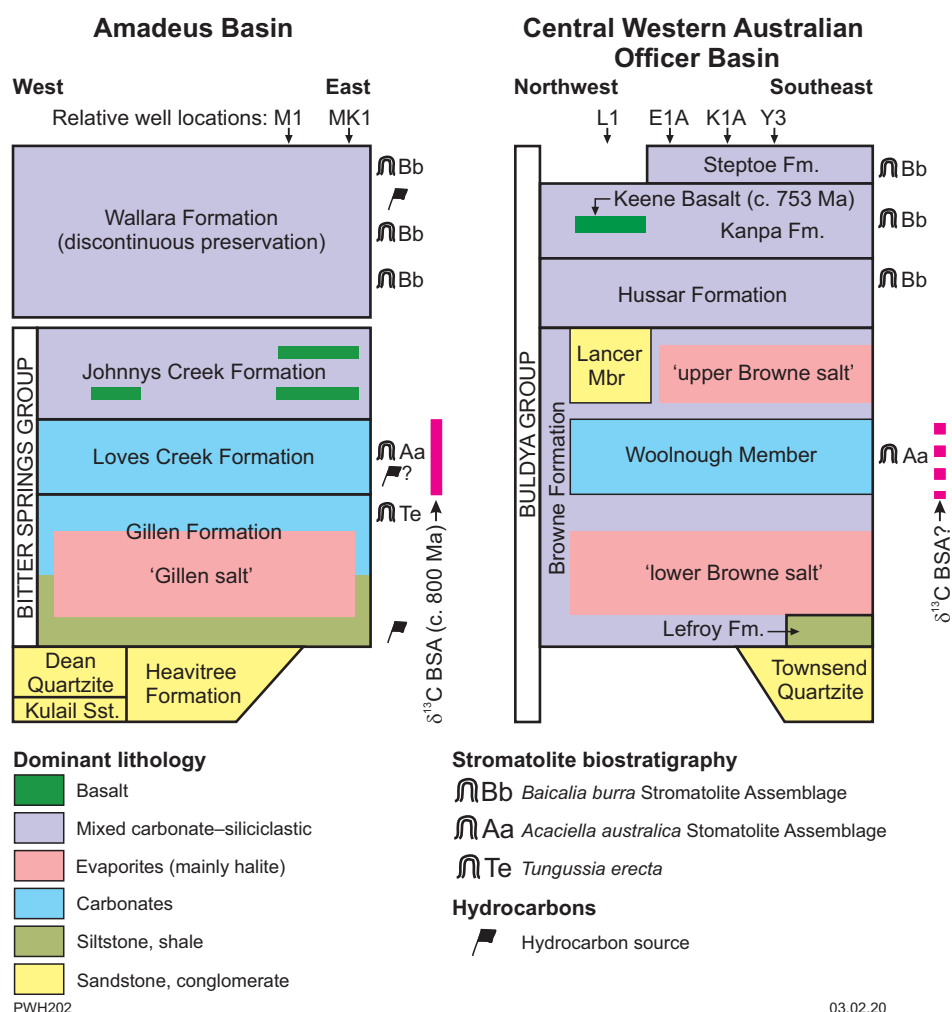 Amadeus Basin
West
East
Relative well locations: M1 MK1
Wallara Formation
(discontinuous preservation)
Bb
Bb
Bb
BITTER SPRINGS GROUP
Johnnys Creek Formation
Loves Creek Formation
Aa
?
Gillen Formation
Te
‘Gillen salt’
δ¹³C BSA (c. 800 Ma)
Dean
Quartzite
Kulail Sst.
Heavitree
Formation
Central Western Australian
Officer Basin
Northwest
Southeast
L1 E1A K1A Y3
BULDYA GROUP
Steptoe Fm.
Bb
Keene Basalt (c. 753 Ma)
Kanpa Fm.
Bb
Hussar Formation
Bb
Browne Formation
Lancer
Mbr
‘upper Browne salt’
Woolnough Member
Aa
‘lower Browne salt’
δ¹³C BSA?
Lefroy Fm.
Townsend
Quartzite
Dominant lithology
Basalt
Mixed carbonate–siliciclastic
Evaporites (mainly halite)
Carbonates
Siltstone, shale
Sandstone, conglomerate
Stromatolite biostratigraphy
Bb Baicalia burra Stromatolite Assemblage
Aa Acaciella australica Stomatolite Assemblage
Te Tungussia erecta
Hydrocarbons
Hydrocarbon source
PWH202
03.02.20